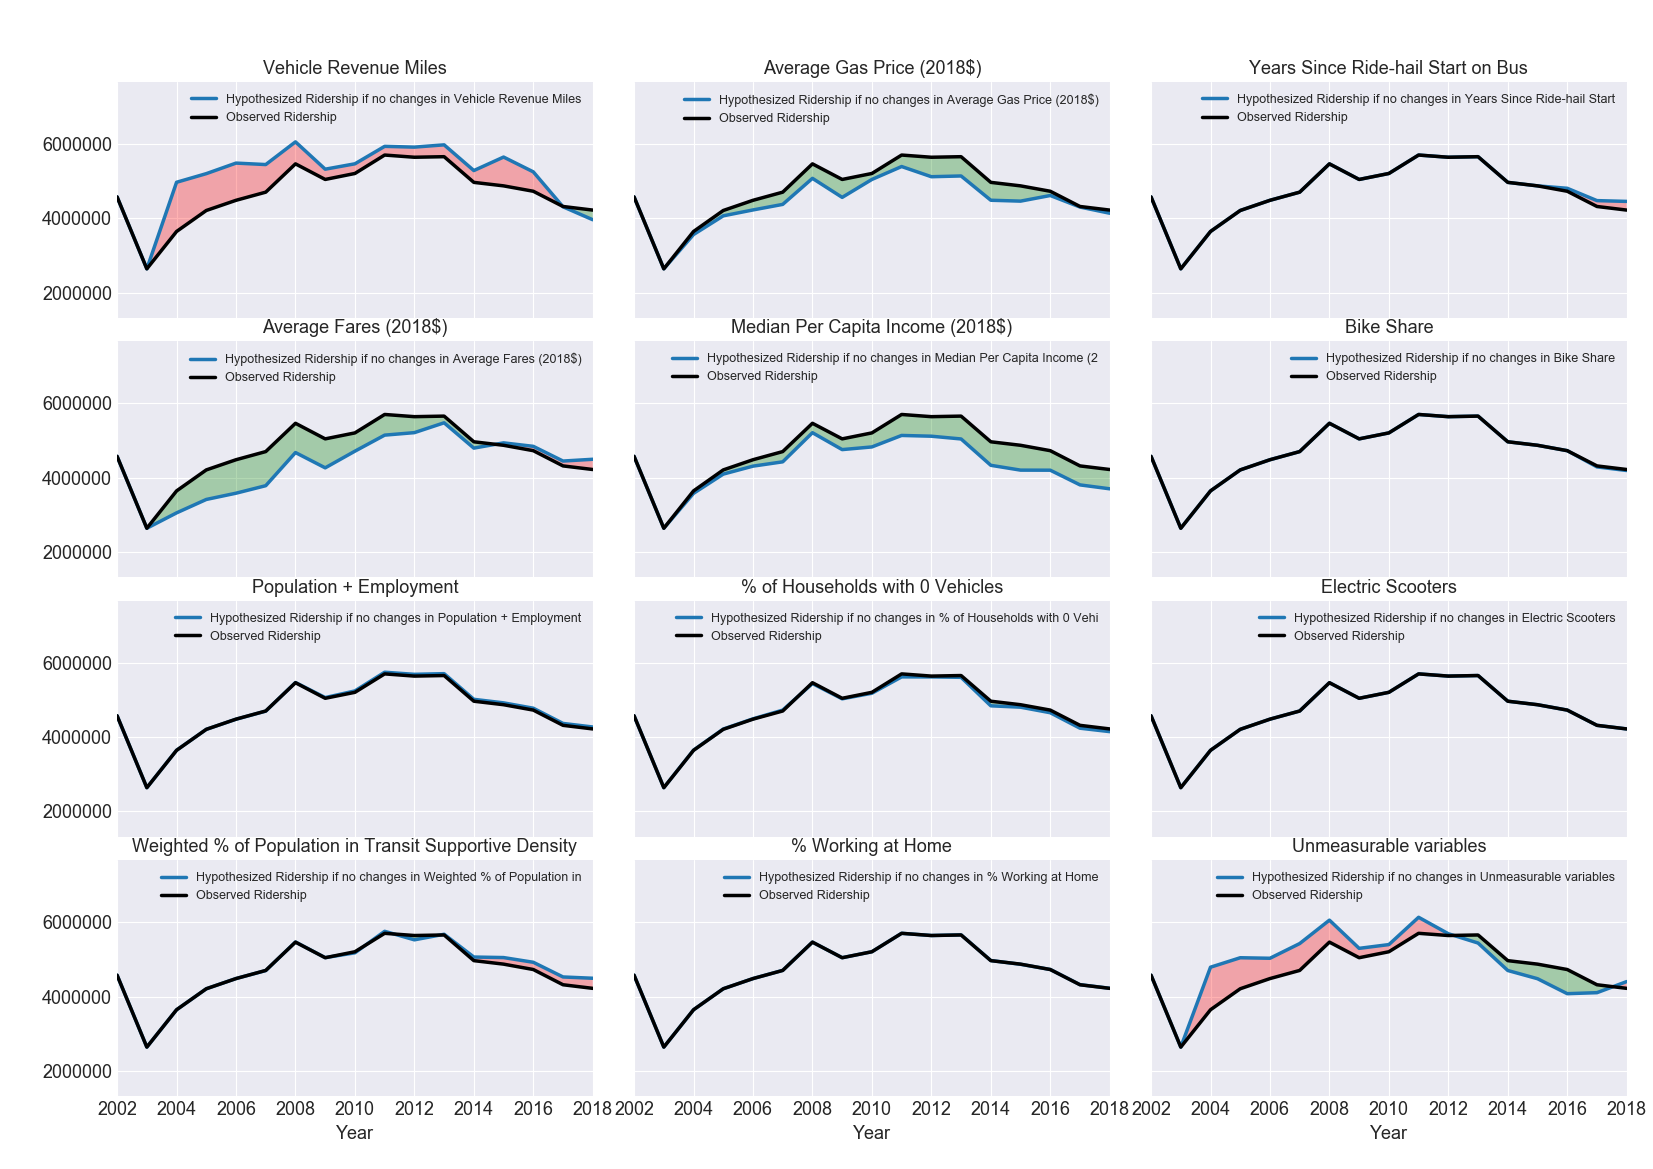 Vehicle Revenue Miles
Hypothesized Ridership if no changes in Vehicle Revenue Miles
Observed Ridership
6000000
4000000
2000000
Average Gas Price (2018$)
Hypothesized Ridership if no changes in Average Gas Price (2018$)
Observed Ridership
Years Since Ride-hail Start on Bus
Hypothesized Ridership if no changes in Years Since Ride-hail Start
Observed Ridership
Average Fares (2018$)
Hypothesized Ridership if no changes in Average Fares (2018$)
Observed Ridership
6000000
4000000
2000000
Median Per Capita Income (2018$)
Hypothesized Ridership if no changes in Median Per Capita Income (2
Observed Ridership
Bike Share
Hypothesized Ridership if no changes in Bike Share
Observed Ridership
Population + Employment
Hypothesized Ridership if no changes in Population + Employment
Observed Ridership
6000000
4000000
2000000
% of Households with 0 Vehicles
Hypothesized Ridership if no changes in % of Households with 0 Vehi
Observed Ridership
Electric Scooters
Hypothesized Ridership if no changes in Electric Scooters
Observed Ridership
Weighted % of Population in Transit Supportive Density
Hypothesized Ridership if no changes in Weighted % of Population in
Observed Ridership
6000000
4000000
2000000
2002 2004 2006 2008 2010 2012 2014 2016 2018
Year
% Working at Home
Hypothesized Ridership if no changes in % Working at Home
Observed Ridership
2002 2004 2006 2008 2010 2012 2014 2016 2018
Year
Unmeasurable variables
Hypothesized Ridership if no changes in Unmeasurable variables
Observed Ridership
2002 2004 2006 2008 2010 2012 2014 2016 2018
Year